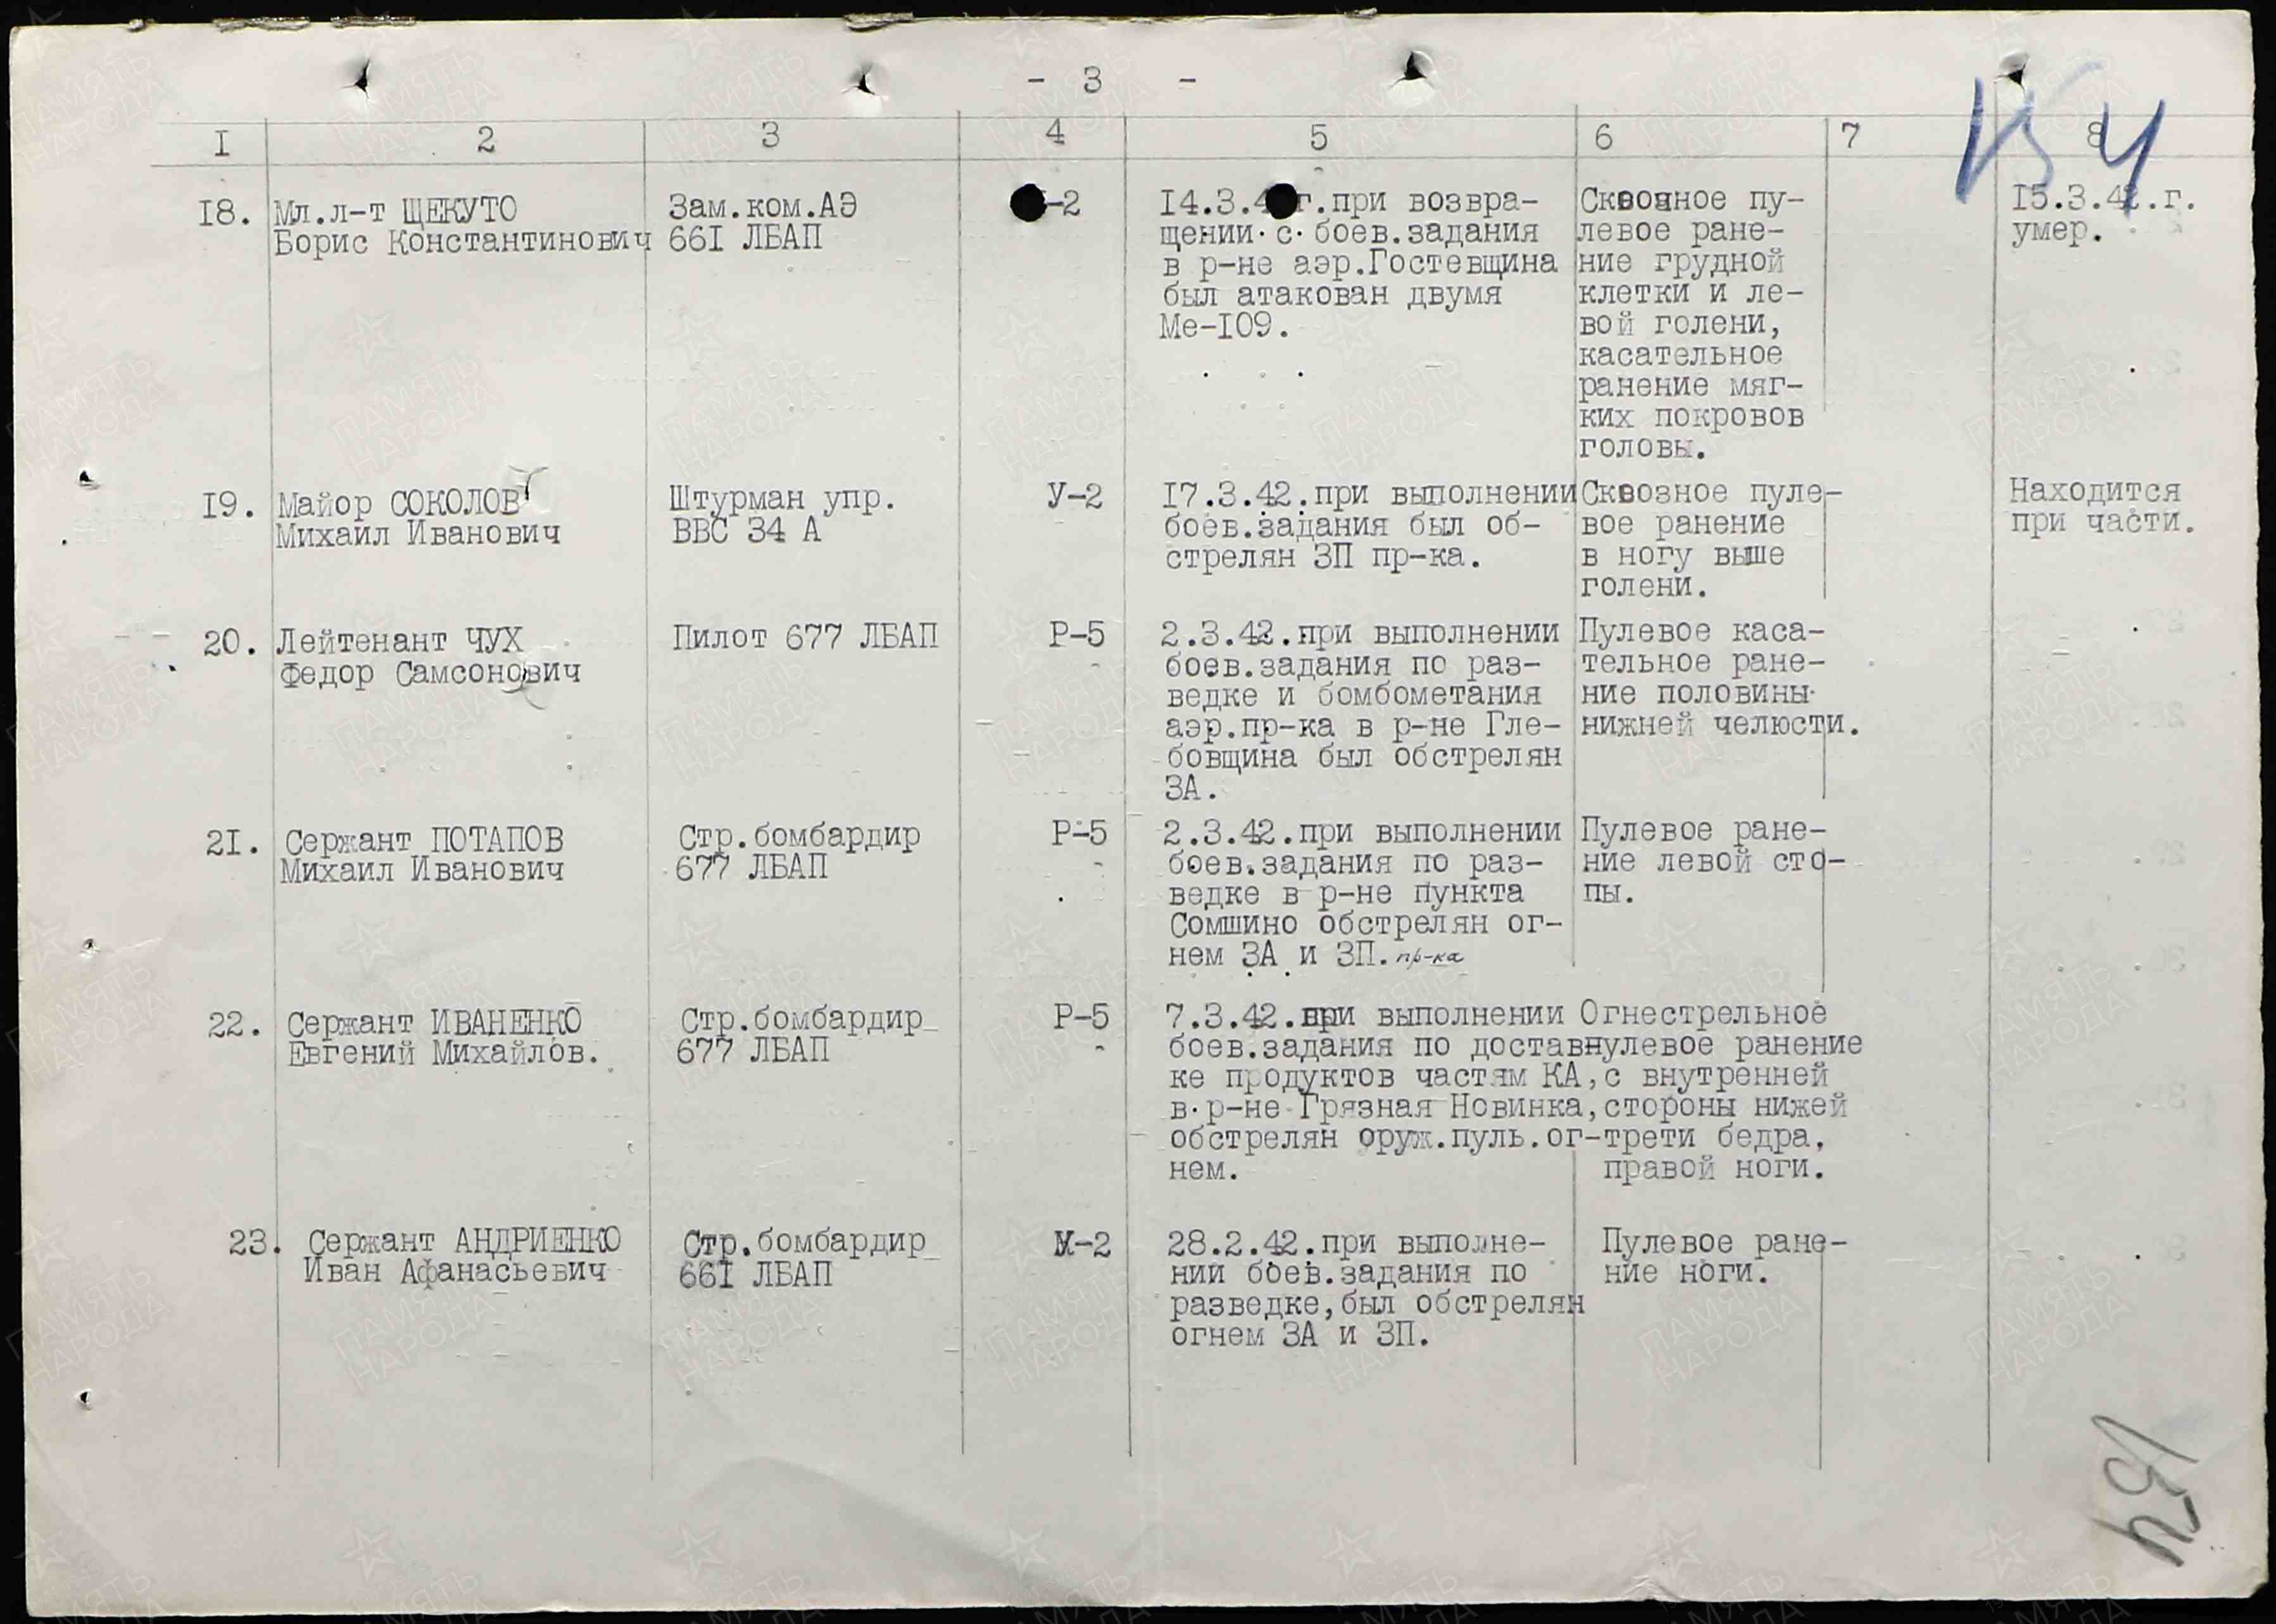 - 3 -
I 2 3 4 5 6 7 8
I8. Мл.л-т ЩЕКУТО
Борис Константинович
Зам.ком.АЭ
66I ЛБАП
-2
I4.3.4 г.при возвра-
щении с боев.задания
в р-не аэр.Гостевщина
был атакован двумя
Ме-I09.
Сквозное пу-
левое ране-
ние грудной
клетки и ле-
вой голени,
касательное
ранение мяг-
ких покровов
головы.
I5.3.42.г.
умер.
I9. Майор СОКОЛОВ
Михаил Иванович
Штурман упр.
ВВС 34 А
У-2
I7.3.42.при выполнении
боев.задания был об-
стрелян ЗП пр-ка.
Сквозное пуле-
вое ранение
в ногу выше
голени.
Находится
при части.
20. Лейтенант ЧУХ
Федор Самсонович
Пилот 677 ЛБАП
Р-5
2.3.42.при выполнении
боев.задания по раз-
ведке и бомбометания
аэр.пр-ка в р-не Гле-
бовщина был обстрелян
ЗА.
Пулевое каса-
тельное ране-
ние половины
нижней челюсти.
2I. Сержант ПОТАПОВ
Михаил Иванович
Стр.бомбардир
677 ЛБАП
Р-5
2.3.42.при выполнении
боев.задания по раз-
ведке в р-не пункта
Сомшино обстрелян ог-
нем ЗА и ЗП. пр-ка
Пулевое ране-
ние левой сто-
пы.
22. Сержант ИВАНЕНКО
Евгений Михайлов.
Стр.бомбардир
677 ЛБАП
Р-5
7.3.42.при выполнении
боев.задания по достав-
ке продуктов частям КА,
в р-не Грязная Новинка,
обстрелян оруж.пуль.ог-
нем.
Огнестрельное
пулевое ранение
с внутренней
стороны нижей
трети бедра,
правой ноги.
23. Сержант АНДРИЕНКО
Иван Афанасьевич
Стр.бомбардир
66I ЛБАП
У-2
28.2.42.при выполне-
нии боев.задания по
разведке,был обстрелян
огнем ЗА и ЗП.
Пулевое ране-
ние ноги.
154